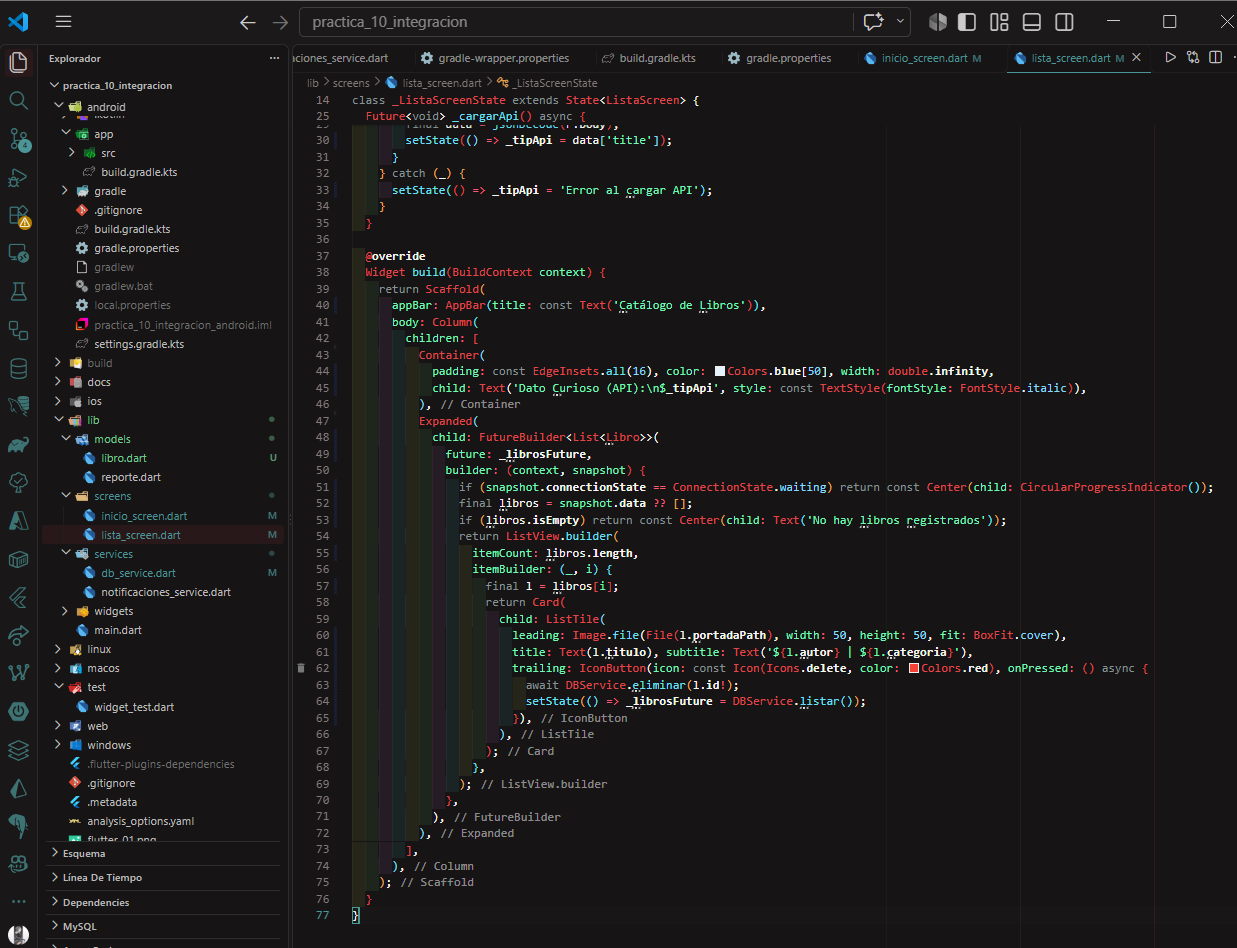 practica_10_integracion
Explorador
practica_10_integracion
android
app
src
build.gradle.kts
gradle
.gitignore
build.gradle.kts
gradle.properties
gradlew
gradlew.bat
local.properties
practica_10_integracion_android.iml
settings.gradle.kts
build
docs
ios
lib
models
libro.dart U
reporte.dart
screens
inicio_screen.dart M
lista_screen.dart M
services
db_service.dart M
notificaciones_service.dart
widgets
main.dart
linux
macos
test
widget_test.dart
web
windows
.flutter-plugins-dependencies
.gitignore
.metadata
analysis_options.yaml
flutter_01.png
Esquema
Línea De Tiempo
Dependencies
MySQL
4
ciones_service.dart gradle-wrapper.properties build.gradle.kts gradle.properties inicio_screen.dart M lista_screen.dart M
lib > screens > lista_screen.dart > _ListaScreenState
14 class _ListaScreenState extends State<ListaScreen> {
25 Future<void> _cargarApi() async {
29 final data = jsonDecode(r.body);
30 setState(() => _tipApi = data['title']);
31 }
32 } catch (_) {
33 setState(() => _tipApi = 'Error al cargar API');
34 }
35 }
36
37 @override
38 Widget build(BuildContext context) {
39 return Scaffold(
40 appBar: AppBar(title: const Text('Catálogo de Libros')),
41 body: Column(
42 children: [
43 Container(
44 padding: const EdgeInsets.all(16), color: Colors.blue[50], width: double.infinity,
45 child: Text('Dato Curioso (API):\n$_tipApi', style: const TextStyle(fontStyle: FontStyle.italic)),
46 ), // Container
47 Expanded(
48 child: FutureBuilder<List<Libro>>(
49 future: _librosFuture,
50 builder: (context, snapshot) {
51 if (snapshot.connectionState == ConnectionState.waiting) return const Center(child: CircularProgressIndicator());
52 final libros = snapshot.data ?? [];
53 if (libros.isEmpty) return const Center(child: Text('No hay libros registrados'));
54 return ListView.builder(
55 itemCount: libros.length,
56 itemBuilder: (_, i) {
57 final l = libros[i];
58 return Card(
59 child: ListTile(
60 leading: Image.file(File(l.portadaPath), width: 50, height: 50, fit: BoxFit.cover),
61 title: Text(l.titulo), subtitle: Text('${l.autor} | ${l.categoria}'),
62 trailing: IconButton(icon: const Icon(Icons.delete, color: Colors.red), onPressed: () async {
63 await DBService.eliminar(l.id!);
64 setState(() => _librosFuture = DBService.listar());
65 }), // IconButton
66 ), // ListTile
67 ); // Card
68 },
69 ); // ListView.builder
70 },
71 ), // FutureBuilder
72 ), // Expanded
73 ],
74 ), // Column
75 ); // Scaffold
76 }
77 }